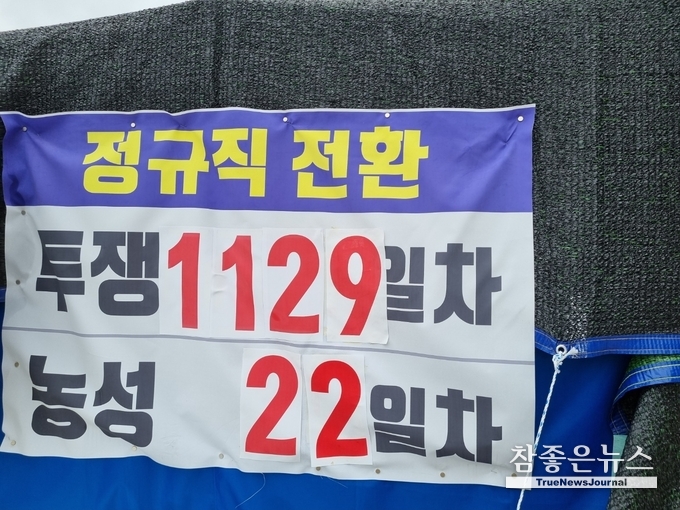 정규직 전환
투쟁1129일차
농성 22일차
참좋은뉴스
TrueNewsJournal